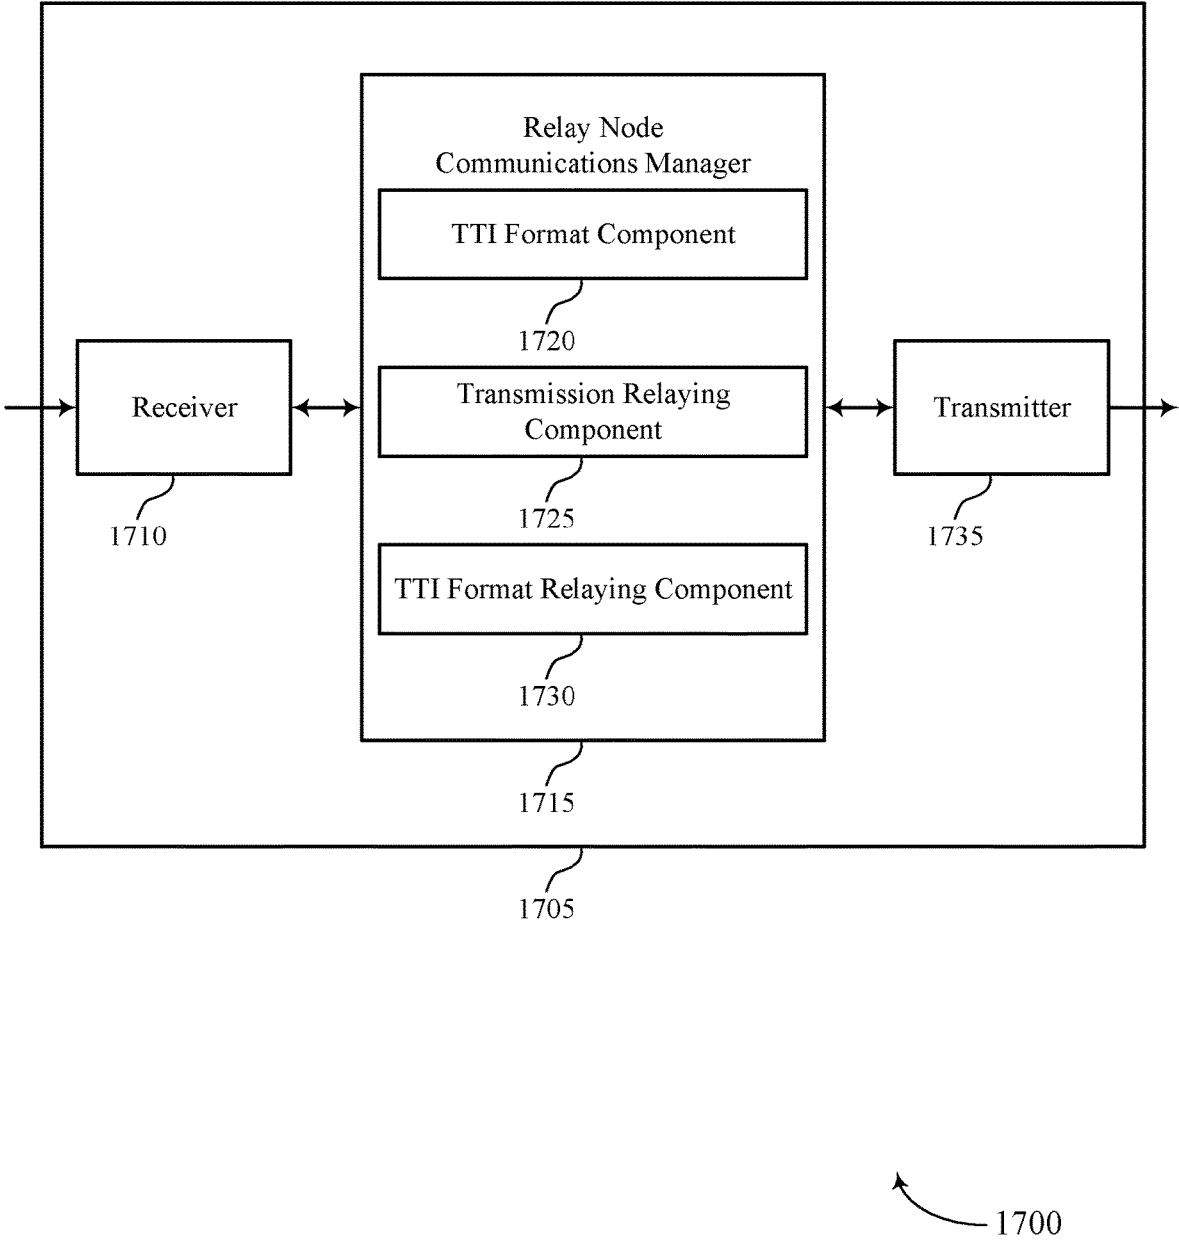 Relay Node
Communications Manager
TTI Format Component
1720
Receiver
1710
Transmission Relaying
Component
1725
Transmitter
1735
TTI Format Relaying Component
1730
1715
1705
1700